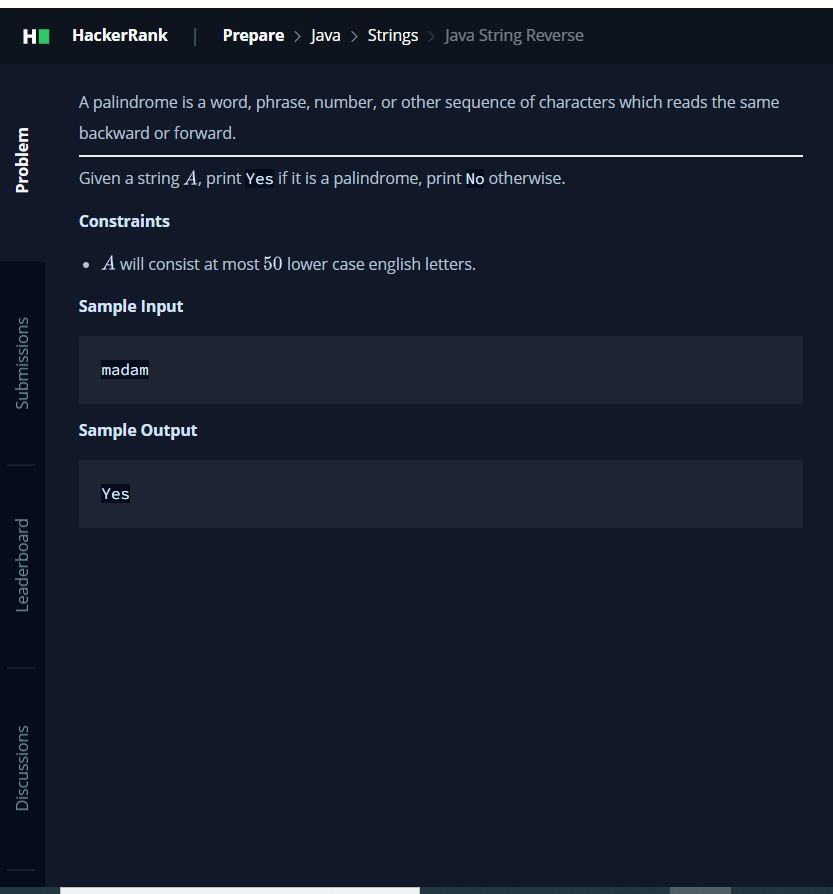 HackerRank | Prepare > Java > Strings > Java String Reverse
Problem
Submissions
Leaderboard
Discussions
A palindrome is a word, phrase, number, or other sequence of characters which reads the same
backward or forward.
Given a string A, print Yes if it is a palindrome, print No otherwise.
Constraints
• A will consist at most 50 lower case english letters.
Sample Input
madam
Sample Output
Yes